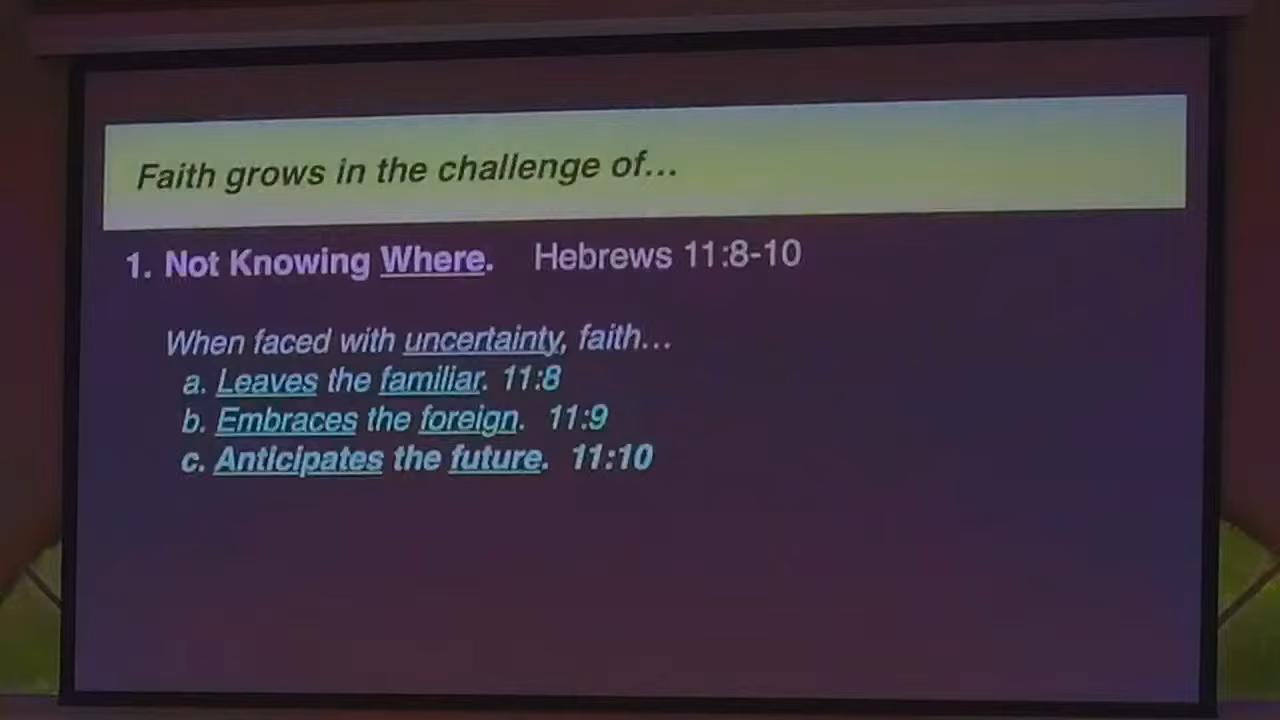 Faith grows in the challenge of...
1. Not Knowing Where. Hebrews 11:8-10
When faced with uncertainty, faith...
a. Leaves the familiar. 11:8
b. Embraces the foreign. 11:9
c. Anticipates the future. 11:10